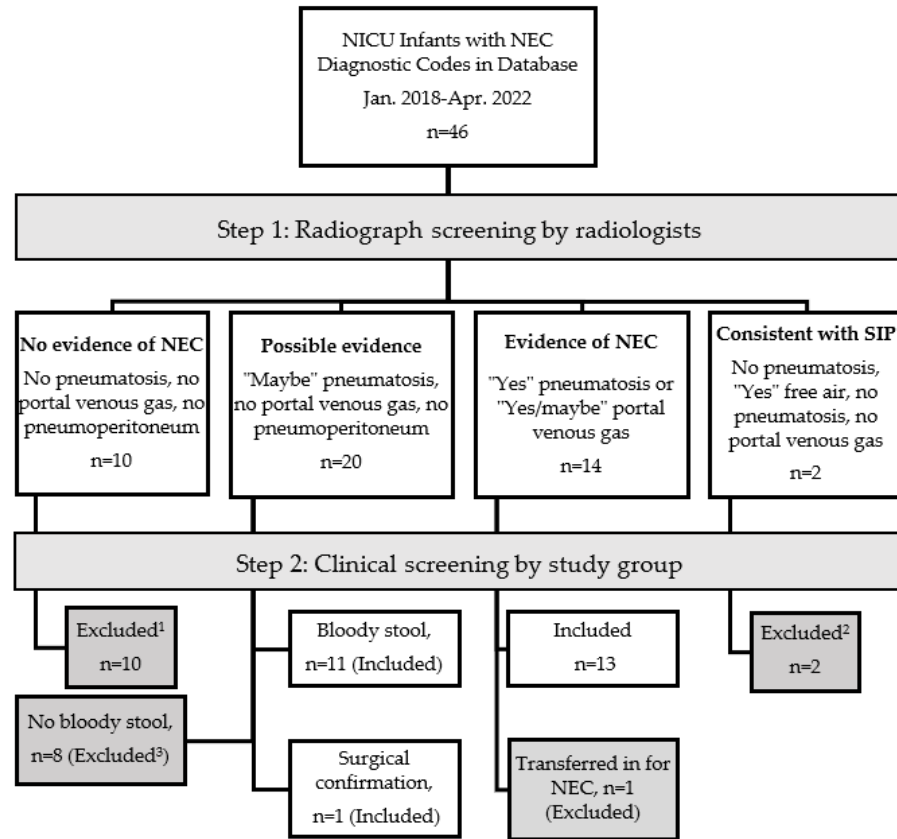 NICU Infants with NEC
Diagnostic Codes in Database
Jan. 2018-Apr. 2022
n=46
Step 1: Radiograph screening by radiologists
No evidence of NEC
No pneumatosis, no
portal venous gas, no
pneumoperitoneum
n=10
Possible evidence
"Maybe" pneumatosis,
no portal venous gas, no
pneumoperitoneum
n=20
Evidence of NEC
"Yes" pneumatosis or
"Yes/maybe" portal
venous gas
n=14
Consistent with SIP
No pneumatosis,
"Yes" free air, no
pneumatosis, no
portal venous gas
n=2
Step 2: Clinical screening by study group
Excluded¹
n=10
Bloody stool,
n=11 (Included)
Included
n=13
Excluded²
n=2
No bloody stool,
n=8 (Excluded³)
Surgical
confirmation,
n=1 (Included)
Transferred in for
NEC, n=1
(Excluded)